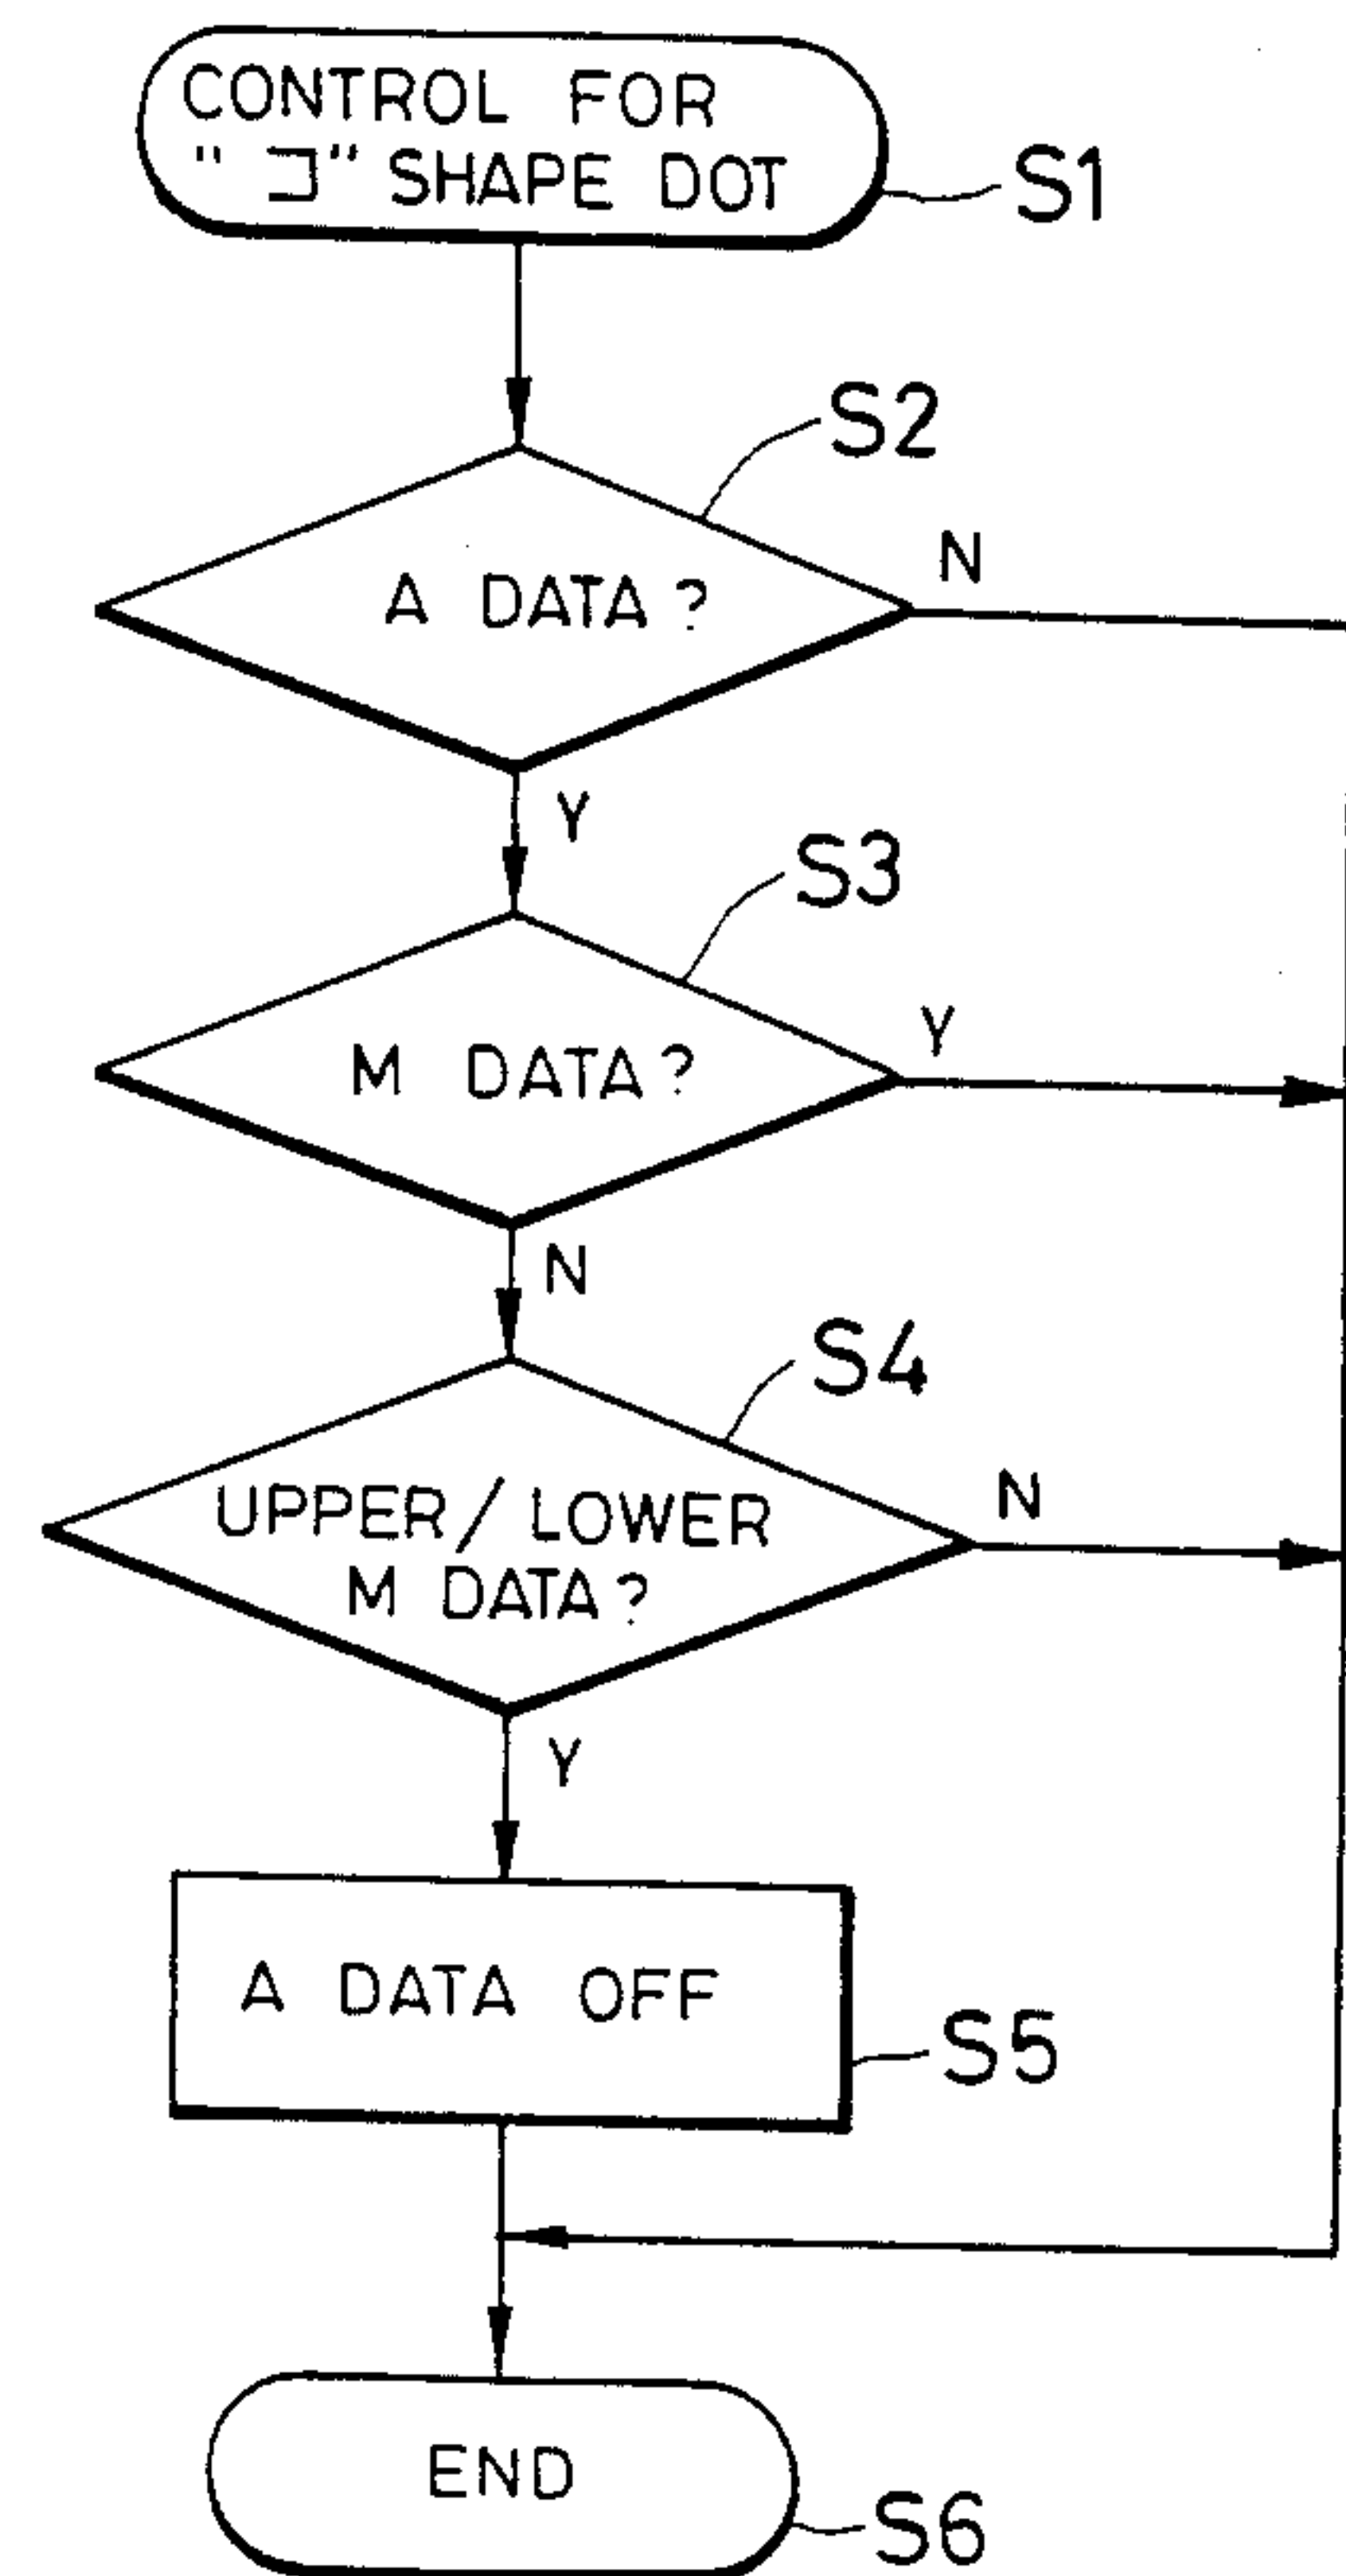 CONTROL FOR
"コ" SHAPE DOT
S1
S2
A DATA?
N
Y
S3
M DATA?
Y
N
S4
UPPER/LOWER
M DATA?
N
Y
A DATA OFF
S5
END
S6